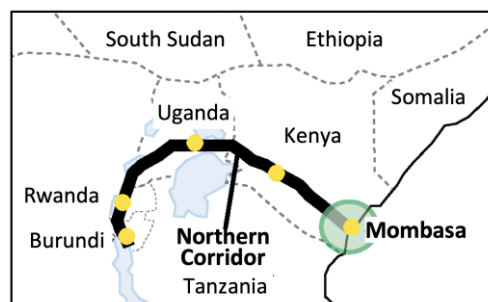 South Sudan
Ethiopia
Somalia
Uganda
Kenya
Rwanda
Burundi
Northern
Corridor
Mombasa
Tanzania